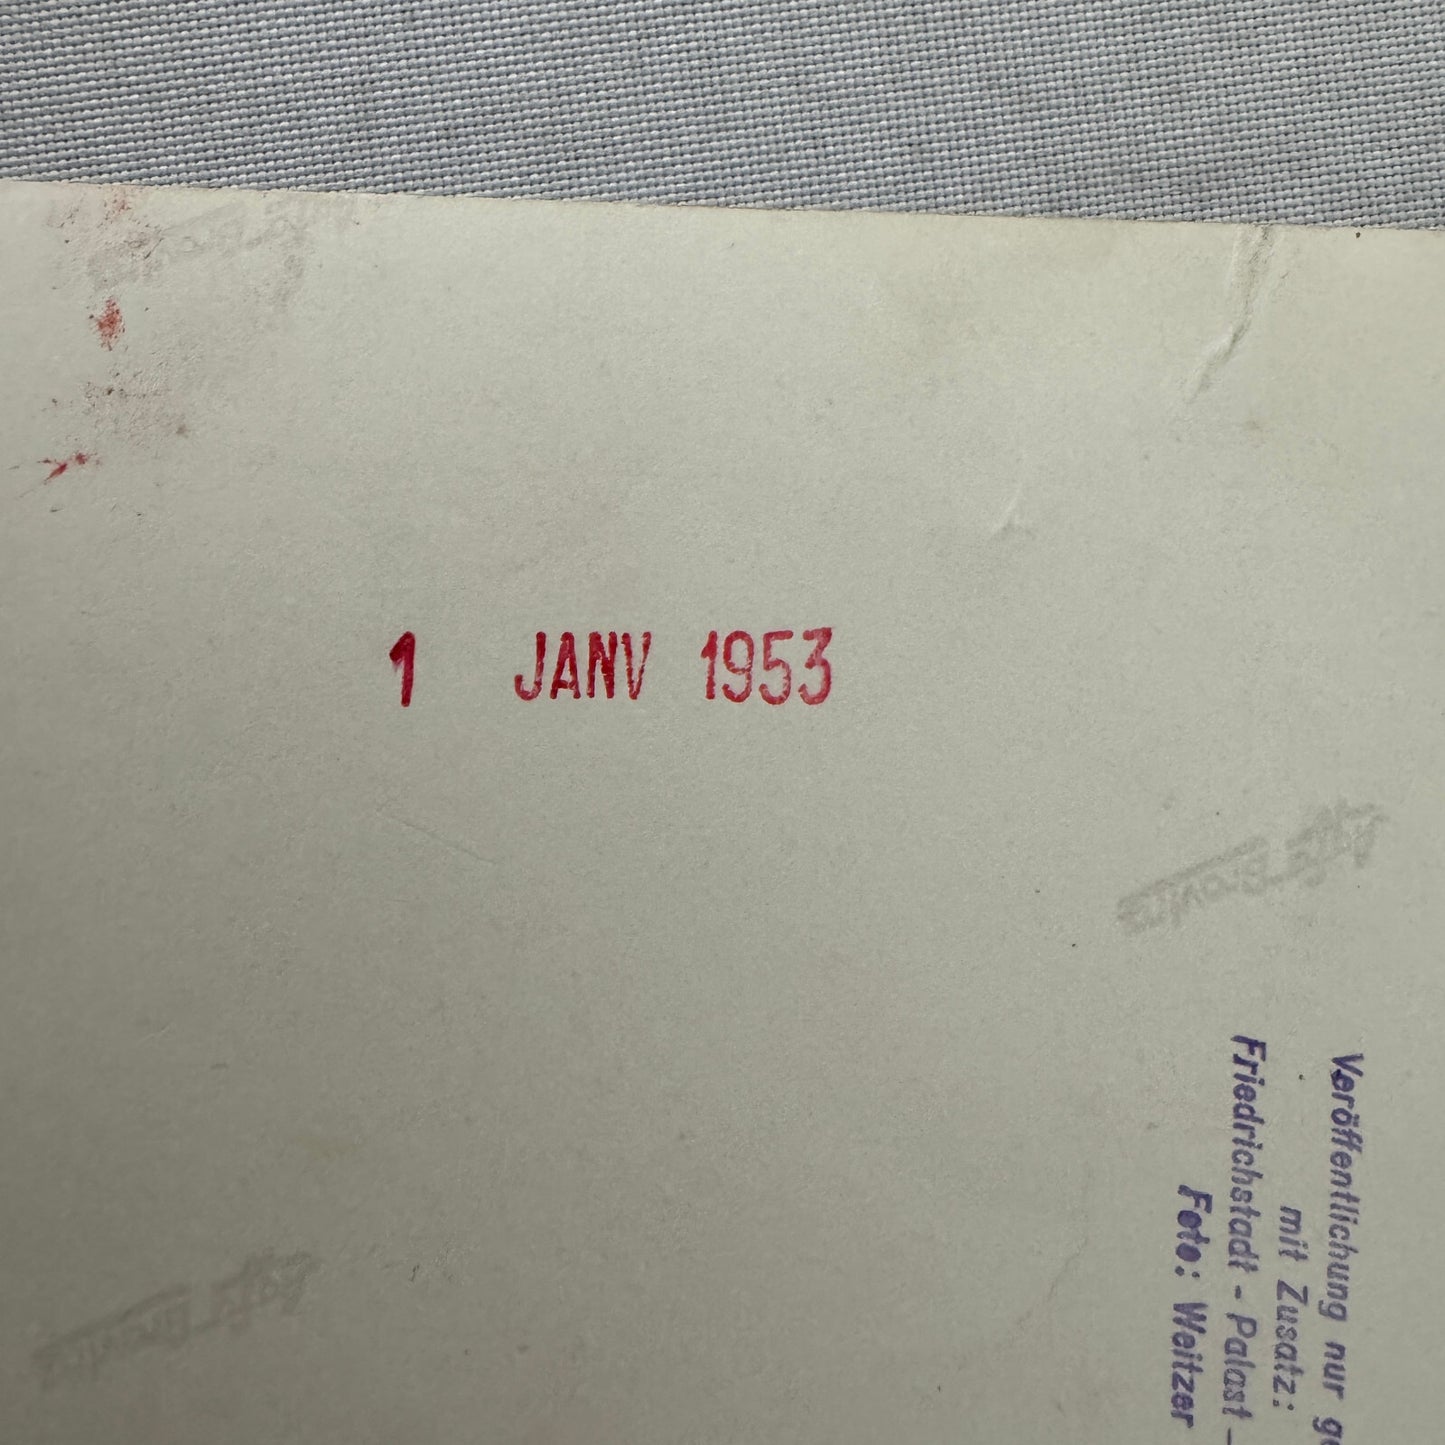 1 JANV 1953
Veröffentlichung nur
mit Zusatz:
Friedrichstadt - Palast -
Foto: Weitzer